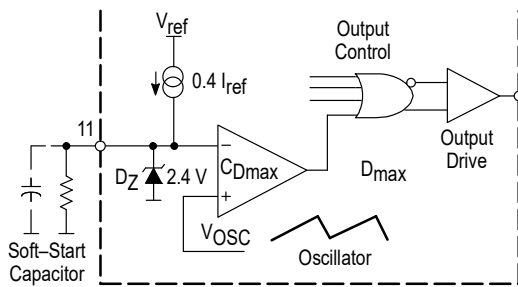 Vref
Output
Control
0.4 Iref
11
DZ
2.4 V
CDmax
Dmax
Output
Drive
VOSC
Oscillator
Soft–Start
Capacitor